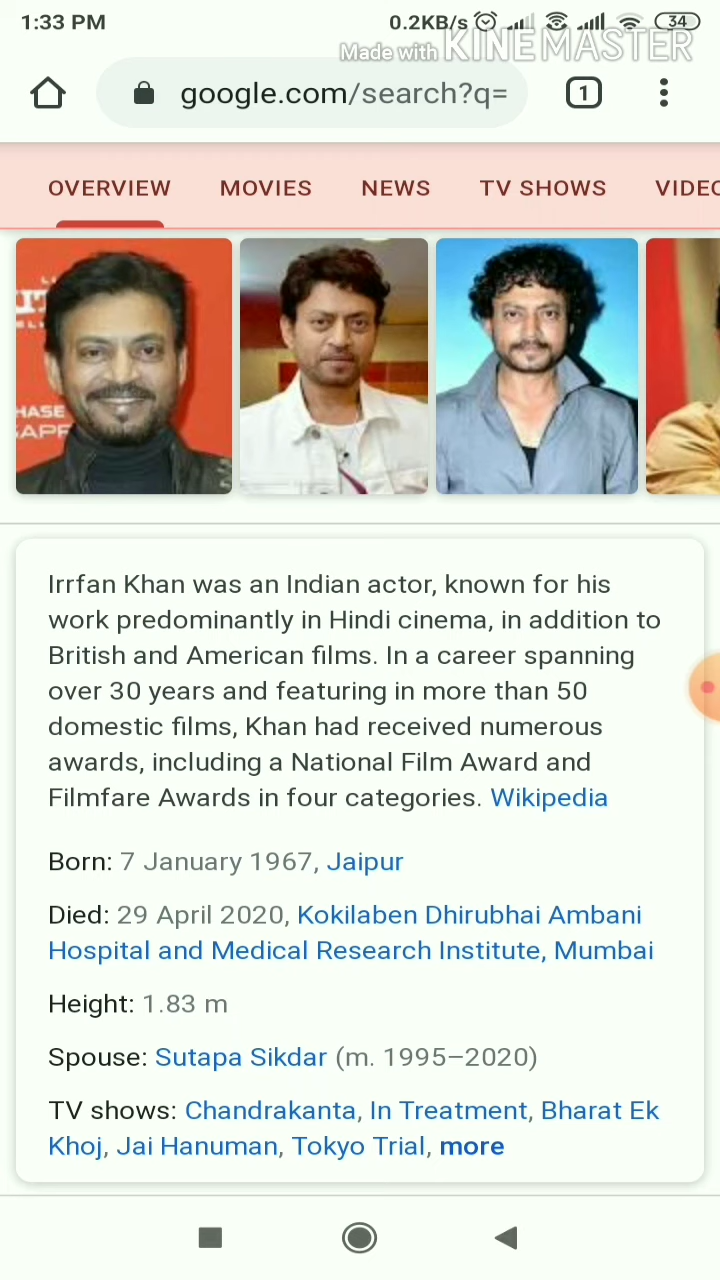 1:33 PM
0.2KB/s
34
Made with KINEMASTER
google.com/search?q=
1
OVERVIEW MOVIES NEWS TV SHOWS VIDEO
HASE
Irrfan Khan was an Indian actor, known for his
work predominantly in Hindi cinema, in addition to
British and American films. In a career spanning
over 30 years and featuring in more than 50
domestic films, Khan had received numerous
awards, including a National Film Award and
Filmfare Awards in four categories. Wikipedia
Born: 7 January 1967, Jaipur
Died: 29 April 2020, Kokilaben Dhirubhai Ambani
Hospital and Medical Research Institute, Mumbai
Height: 1.83 m
Spouse: Sutapa Sikdar (m. 1995–2020)
TV shows: Chandrakanta, In Treatment, Bharat Ek
Khoj, Jai Hanuman, Tokyo Trial, more